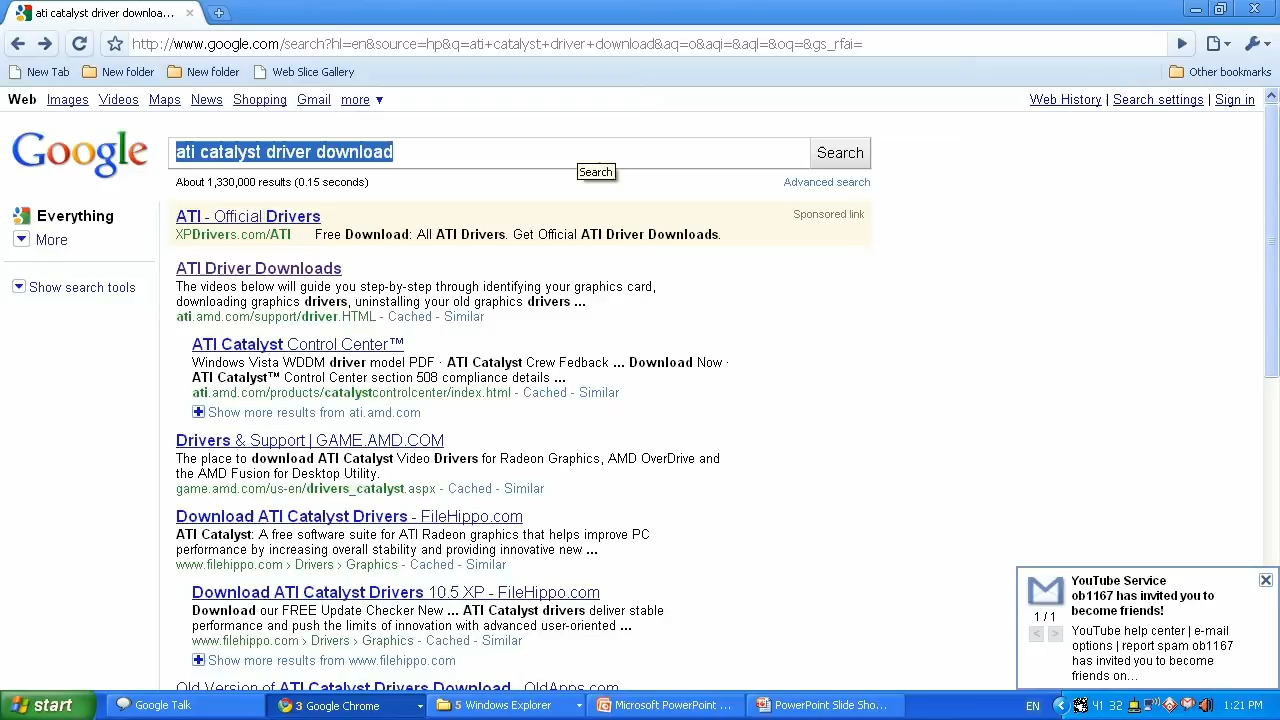 ati catalyst driver downloa...
http://www.google.com/search?hl=en&source=hp&q=ati+catalyst+driver+download&aq=o&aqi=&aql=&oq=&gs_rfai=
New Tab New folder New folder Web Slice Gallery Other bookmarks
Web Images Videos Maps News Shopping Gmail more ▼ Web History | Search settings | Sign in
Google ati catalyst driver download Search
Search
About 1,330,000 results (0.15 seconds) Advanced search
Everything
More
Show search tools
ATI - Official Drivers Sponsored link
XPDrivers.com/ATI Free Download: All ATI Drivers. Get Official ATI Driver Downloads.
ATI Driver Downloads
The videos below will guide you step-by-step through identifying your graphics card,
downloading graphics drivers, uninstalling your old graphics drivers ...
ati.amd.com/support/driver.HTML - Cached - Similar
ATI Catalyst Control Center™
Windows Vista WDDM driver model PDF · ATI Catalyst Crew Fedback ... Download Now ·
ATI Catalyst™ Control Center section 508 compliance details ...
ati.amd.com/products/catalystcontrolcenter/index.html - Cached - Similar
Show more results from ati.amd.com
Drivers & Support | GAME.AMD.COM
The place to download ATI Catalyst Video Drivers for Radeon Graphics, AMD OverDrive and
the AMD Fusion for Desktop Utility.
game.amd.com/us-en/drivers_catalyst.aspx - Cached - Similar
Download ATI Catalyst Drivers - FileHippo.com
ATI Catalyst: A free software suite for ATI Radeon graphics that helps improve PC
performance by increasing overall stability and providing innovative new ...
www.filehippo.com › Drivers › Graphics - Cached - Similar
Download ATI Catalyst Drivers 10.5 XP - FileHippo.com
Download our FREE Update Checker New ... ATI Catalyst drivers deliver stable
performance and push the limits of innovation with advanced user-oriented ...
www.filehippo.com › Drivers › Graphics - Cached - Similar
Show more results from www.filehippo.com
Old Version of ATI Catalyst Drivers Download - OldApps.com
YouTube Service
ob1167 has invited you to
become friends!
1 / 1
< >
YouTube help center | e-mail
options | report spam ob1167
has invited you to become
friends on...
start Google Talk 3 Google Chrome 5 Windows Explorer Microsoft PowerPoint ... PowerPoint Slide Sho... EN 41 32 1:21 PM